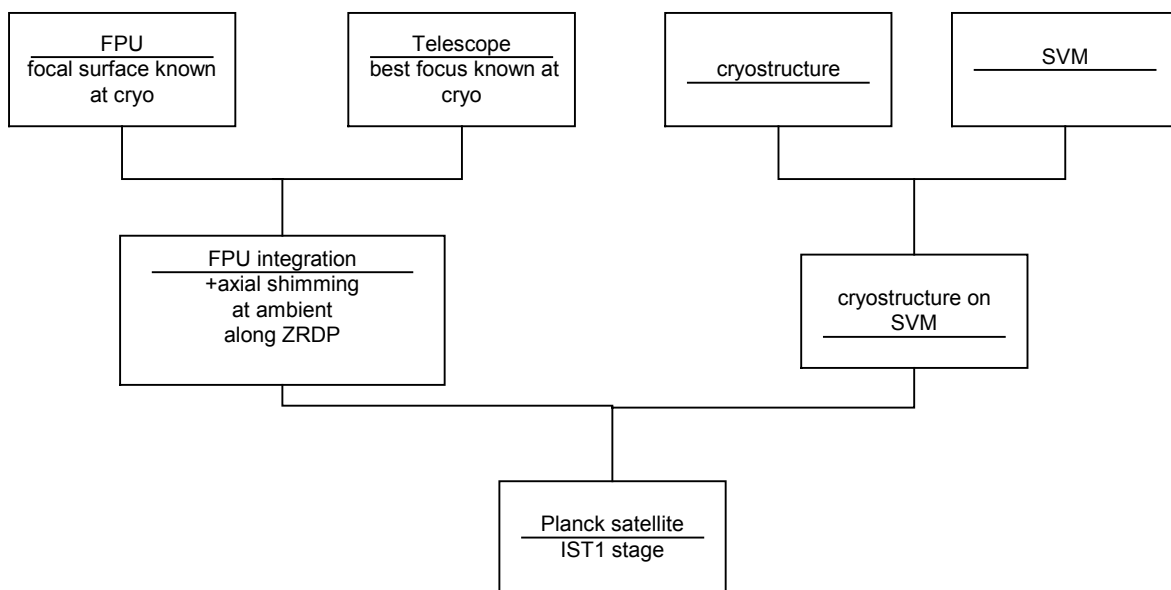 FPU
focal surface known
at cryo
Telescope
best focus known at
cryo
cryostructure
SVM
FPU integration
+axial shimming
at ambient
along ZRDP
cryostructure on
SVM
Planck satellite
IST1 stage